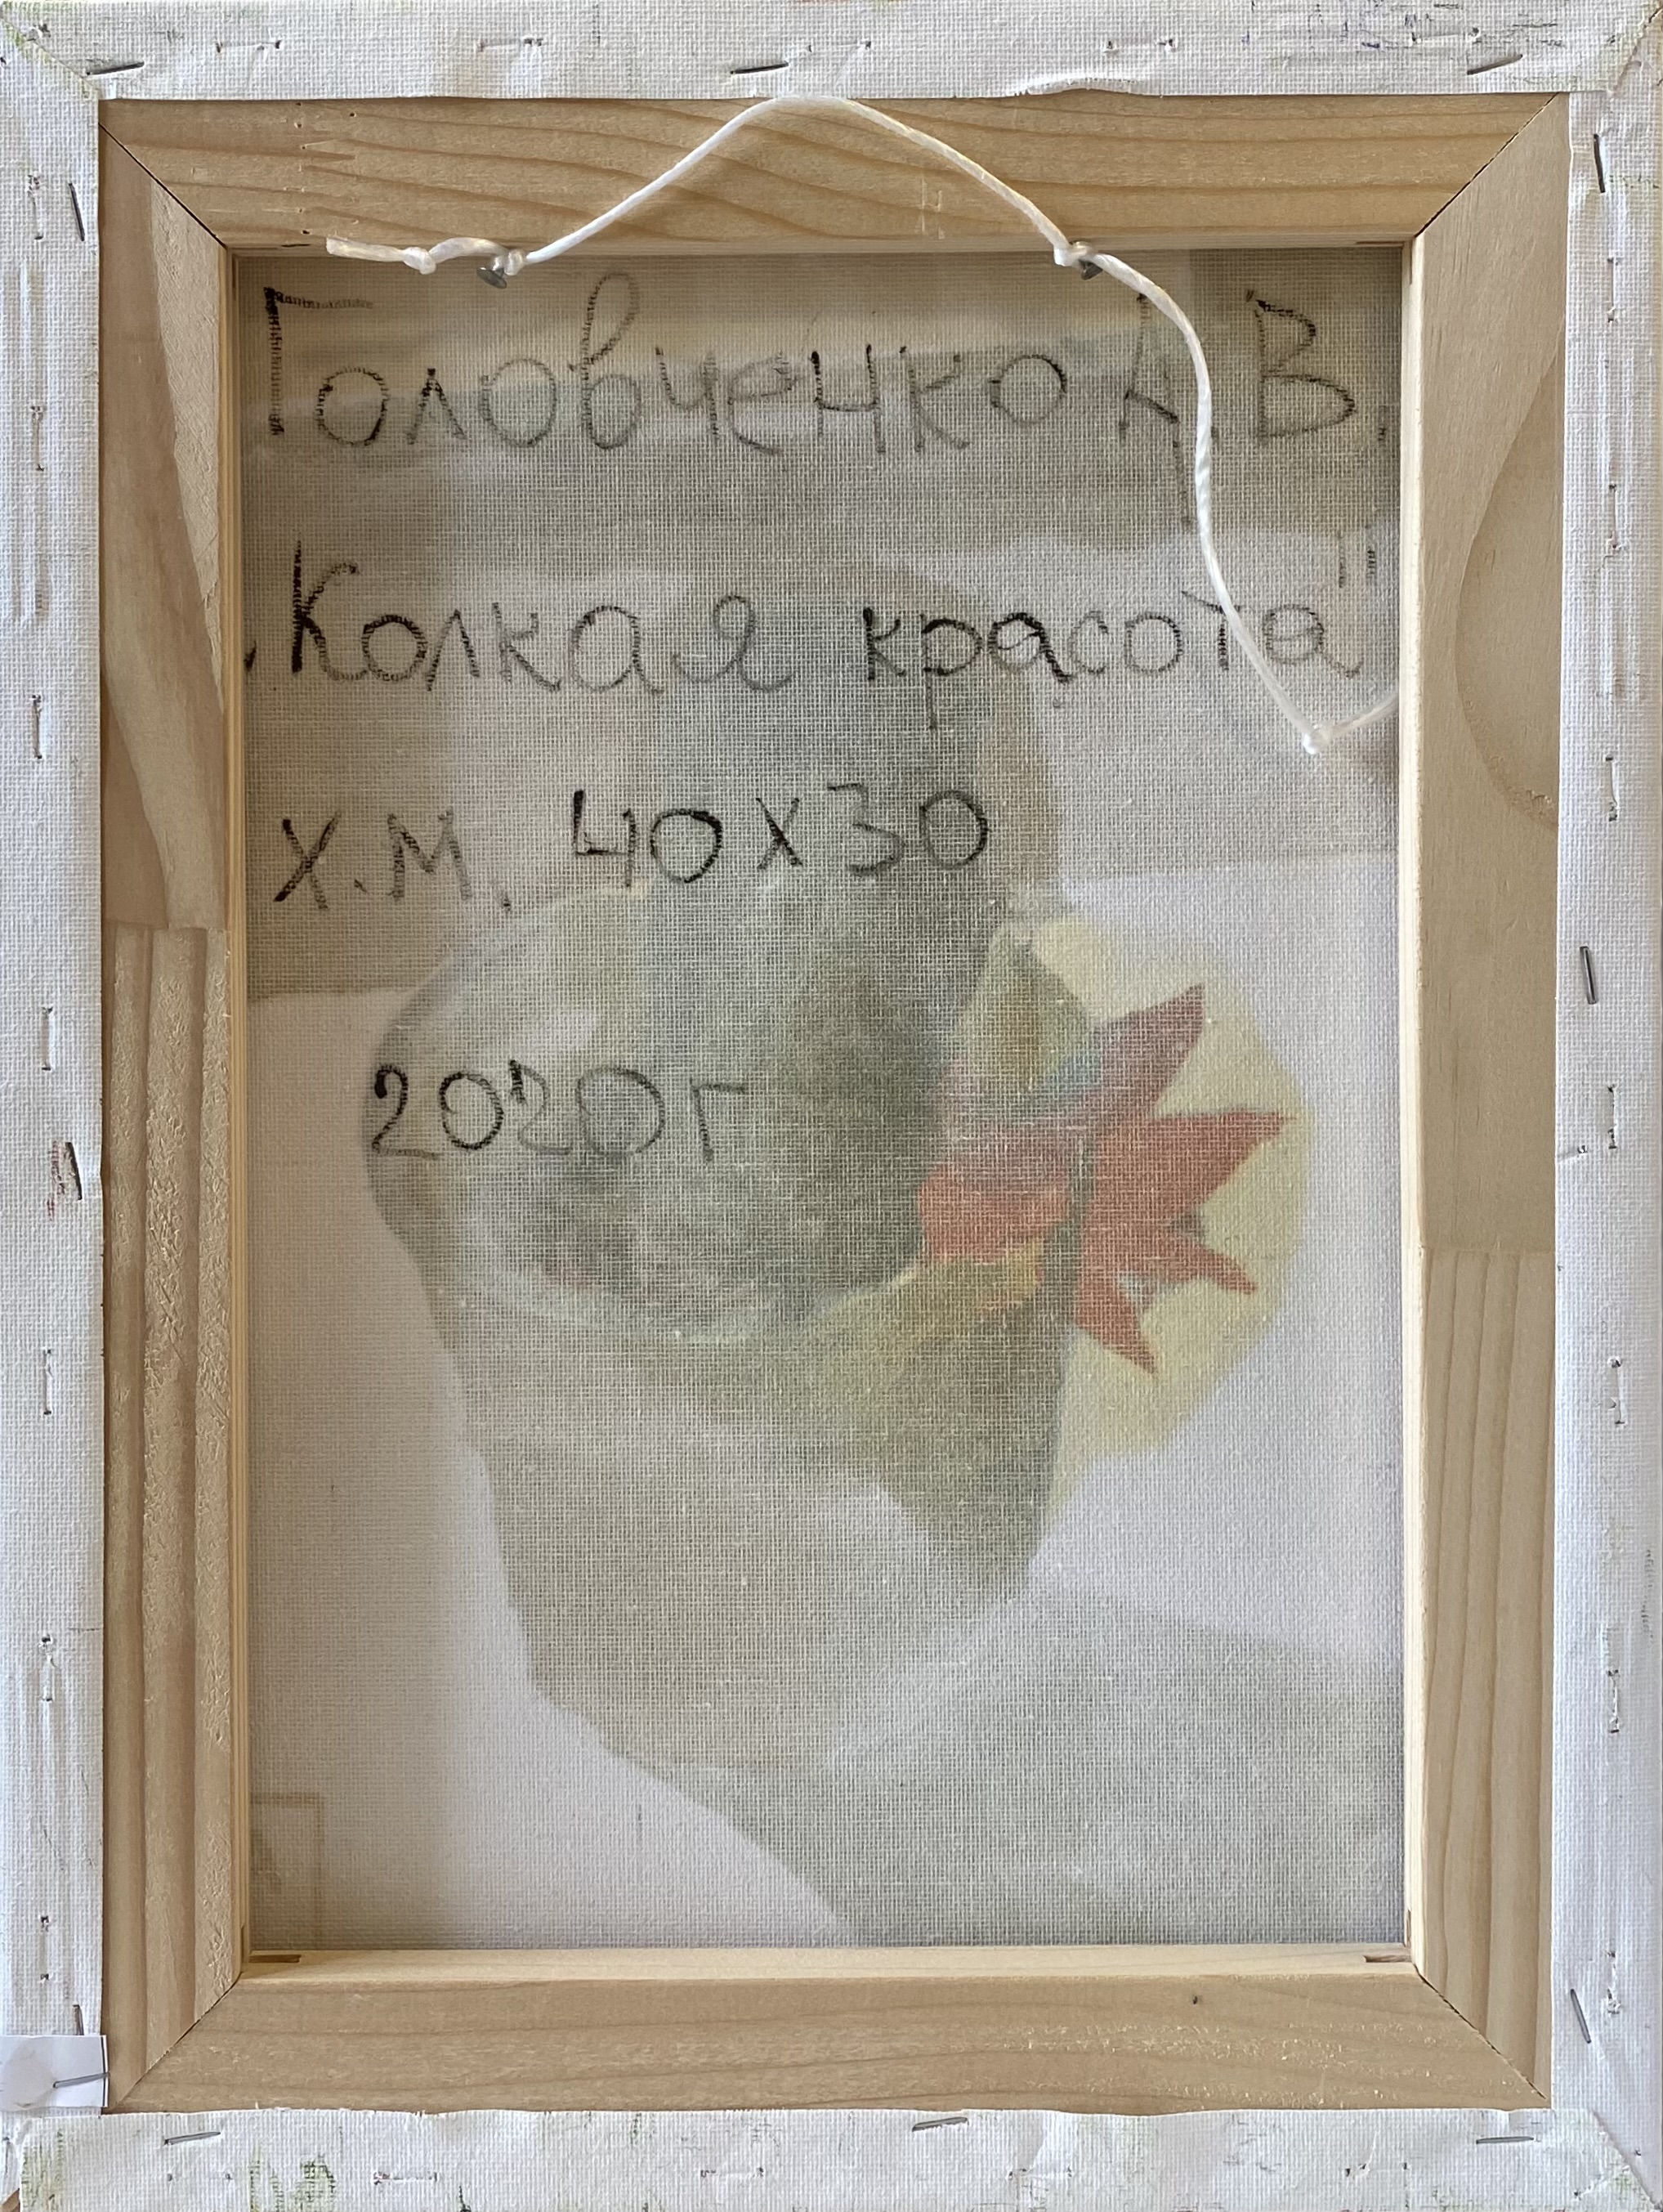 Головченко А.В.
„Колкая красота"
Х.М. 40х30
2020г